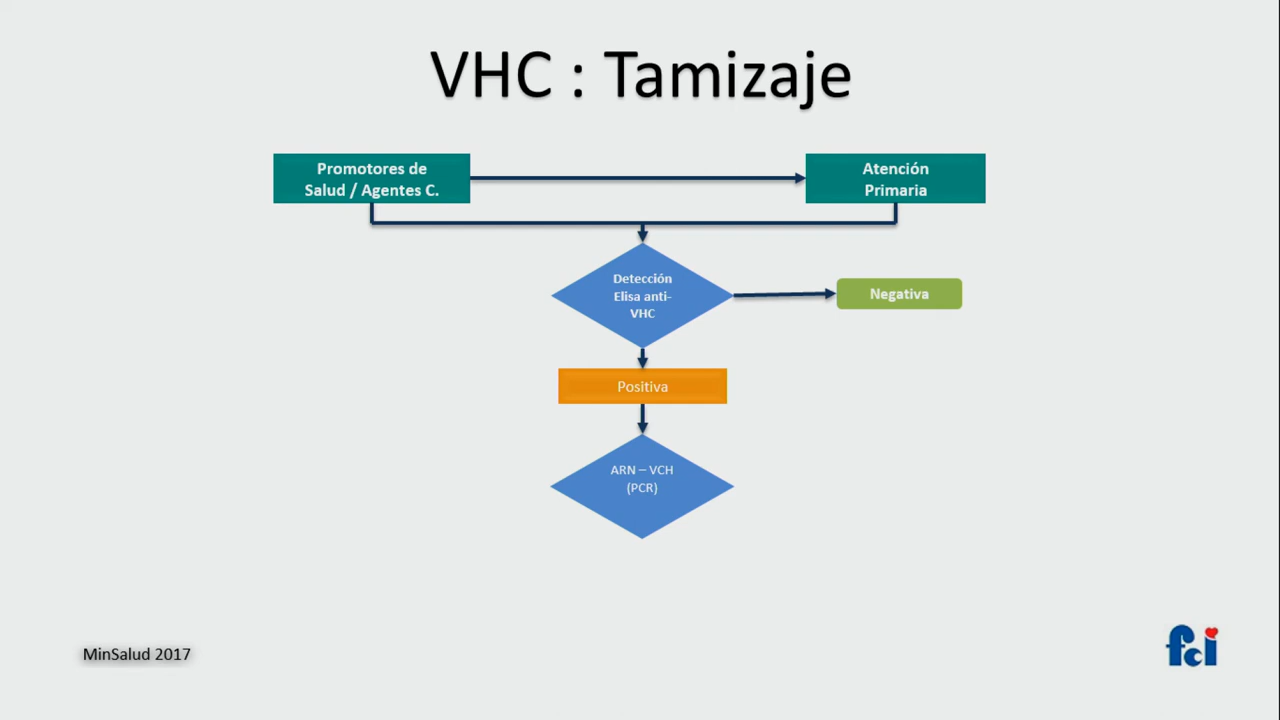 VHC : Tamizaje
Promotores de
Salud / Agentes C.
Atención
Primaria
Detección
Elisa anti-
VHC
Negativa
Positiva
ARN – VCH
(PCR)
MinSalud 2017
fci